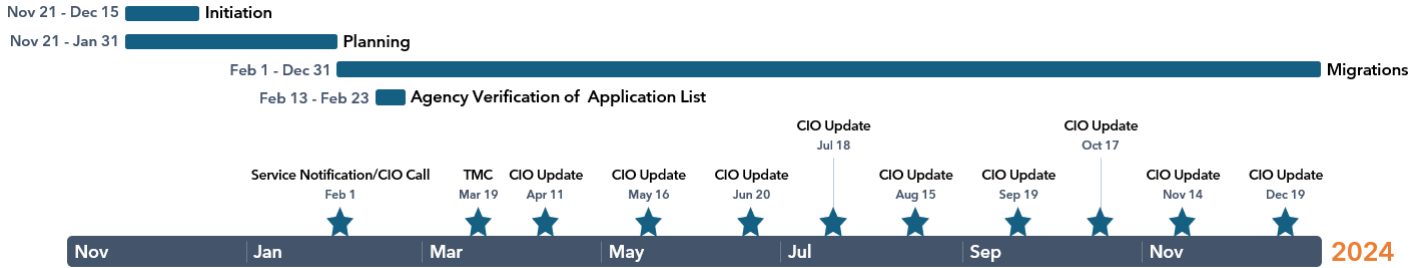 Nov 21 - Dec 15 Initiation
Nov 21 - Jan 31 Planning
Feb 1 - Dec 31 Migrations
Feb 13 - Feb 23 Agency Verification of Application List
CIO Update
Jul 18
CIO Update
Oct 17
Service Notification/CIO Call
Feb 1
TMC
Mar 19
CIO Update
Apr 11
CIO Update
May 16
CIO Update
Jun 20
CIO Update
Aug 15
CIO Update
Sep 19
CIO Update
Nov 14
CIO Update
Dec 19
Nov Jan Mar May Jul Sep Nov 2024